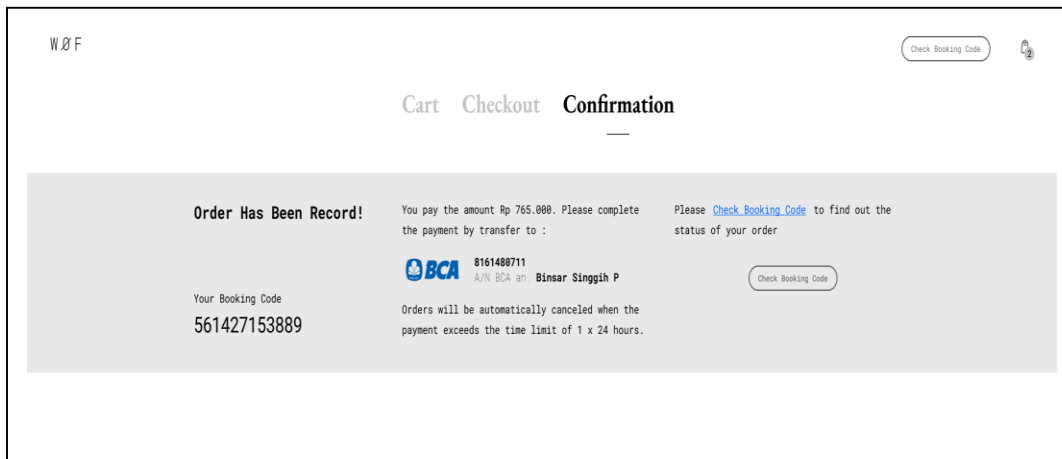 WØF
Check Booking Code
2
Cart Checkout Confirmation
Order Has Been Record!
Your Booking Code
561427153889
You pay the amount Rp 765.000. Please complete
the payment by transfer to :
BCA
8161480711
A/N BCA an. Binsar Singgih P
Orders will be automatically canceled when the
payment exceeds the time limit of 1 x 24 hours.
Please Check Booking Code to find out the
status of your order
Check Booking Code